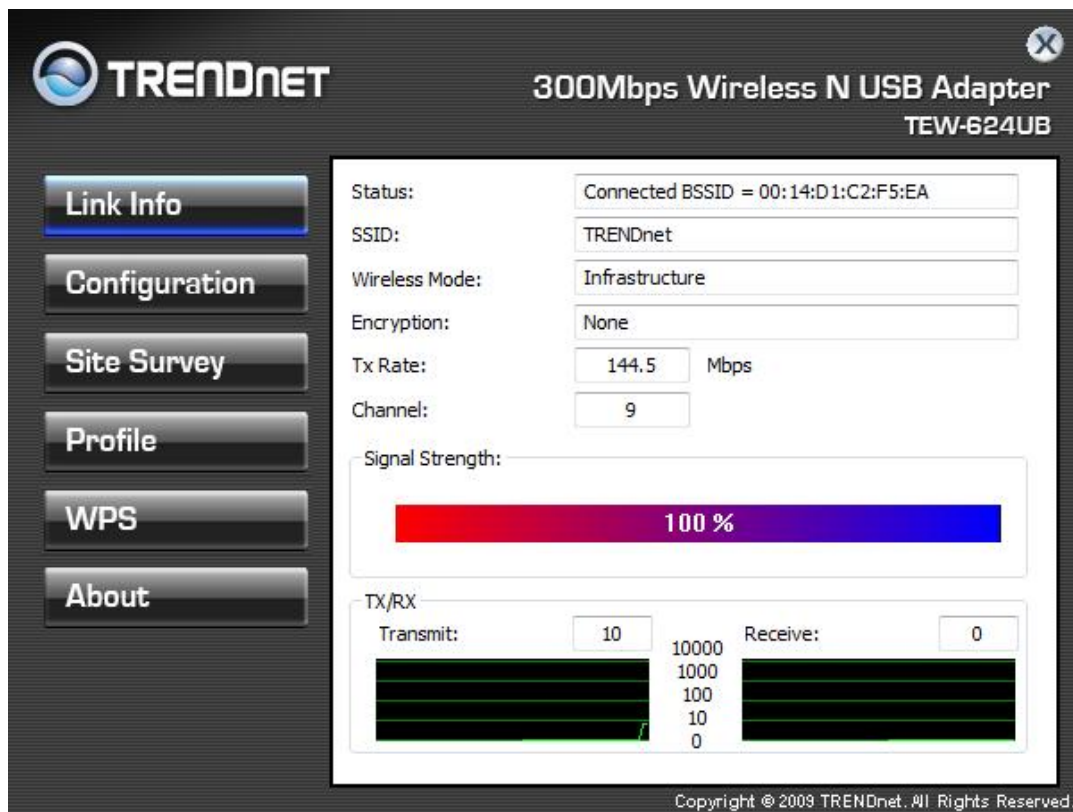 TRENDNET
300Mbps Wireless N USB Adapter
TEW-624UB
Link Info
Configuration
Site Survey
Profile
WPS
About
Status: Connected BSSID = 00:14:D1:C2:F5:EA
SSID: TRENDnet
Wireless Mode: Infrastructure
Encryption: None
Tx Rate: 144.5 Mbps
Channel: 9
Signal Strength:
100 %
TX/RX
Transmit: 10
Receive: 0
10000
1000
100
10
0
Copyright © 2009 TRENDnet. All Rights Reserved